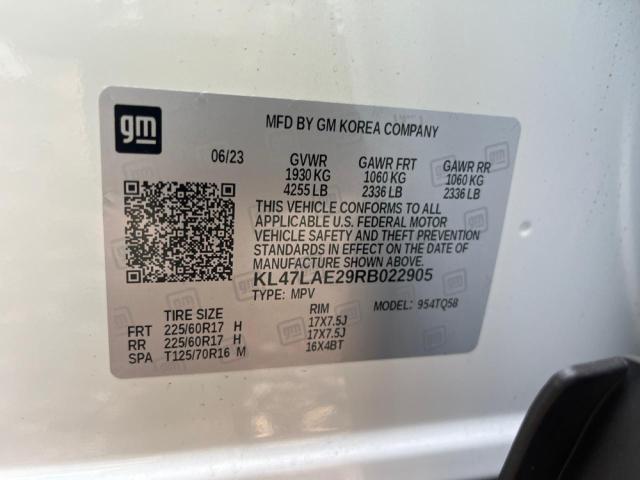 gm
MFD BY GM KOREA COMPANY
06/23 GVWR GAWR FRT GAWR RR
1930 KG 1060 KG 1060 KG
4255 LB 2336 LB 2336 LB
THIS VEHICLE CONFORMS TO ALL
APPLICABLE U.S. FEDERAL MOTOR
VEHICLE SAFETY AND THEFT PREVENTION
STANDARDS IN EFFECT ON THE DATE OF
MANUFACTURE SHOWN ABOVE.
KL47LAE29RB022905
TYPE: MPV MODEL: 954TQ58
TIRE SIZE RIM
FRT 225/60R17 H 17X7.5J
RR 225/60R17 H 17X7.5J
SPA T125/70R16 M 16X4BT